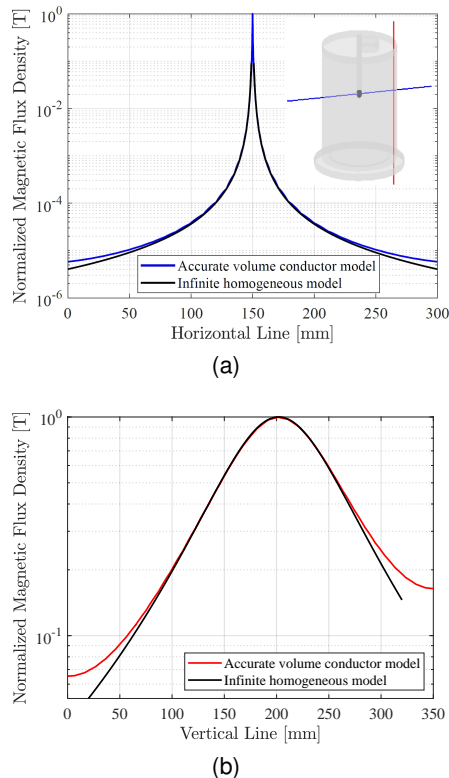 Normalized Magnetic Flux Density [T]
10^0
10^-2
10^-4
10^-6
Accurate volume conductor model
Infinite homogeneous model
0 50 100 150 200 250 300
Horizontal Line [mm]
(a)
Normalized Magnetic Flux Density [T]
10^0
10^-1
Accurate volume conductor model
Infinite homogeneous model
0 50 100 150 200 250 300 350
Vertical Line [mm]
(b)